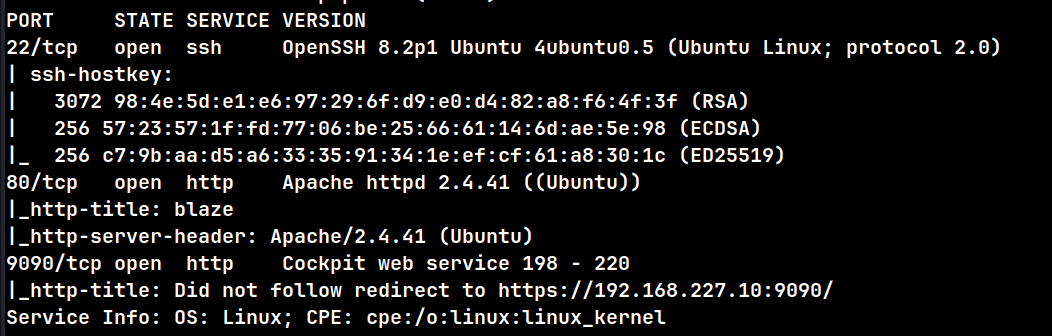 PORT     STATE SERVICE VERSION
22/tcp   open  ssh     OpenSSH 8.2p1 Ubuntu 4ubuntu0.5 (Ubuntu Linux; protocol 2.0)
| ssh-hostkey:
|   3072 98:4e:5d:e1:e6:97:29:6f:d9:e0:d4:82:a8:f6:4f:3f (RSA)
|   256 57:23:57:1f:fd:77:06:be:25:66:61:14:6d:ae:5e:98 (ECDSA)
|_  256 c7:9b:aa:d5:a6:33:35:91:34:1e:ef:cf:61:a8:30:1c (ED25519)
80/tcp   open  http    Apache httpd 2.4.41 ((Ubuntu))
|_http-title: blaze
|_http-server-header: Apache/2.4.41 (Ubuntu)
9090/tcp open  http    Cockpit web service 198 - 220
|_http-title: Did not follow redirect to https://192.168.227.10:9090/
Service Info: OS: Linux; CPE: cpe:/o:linux:linux_kernel